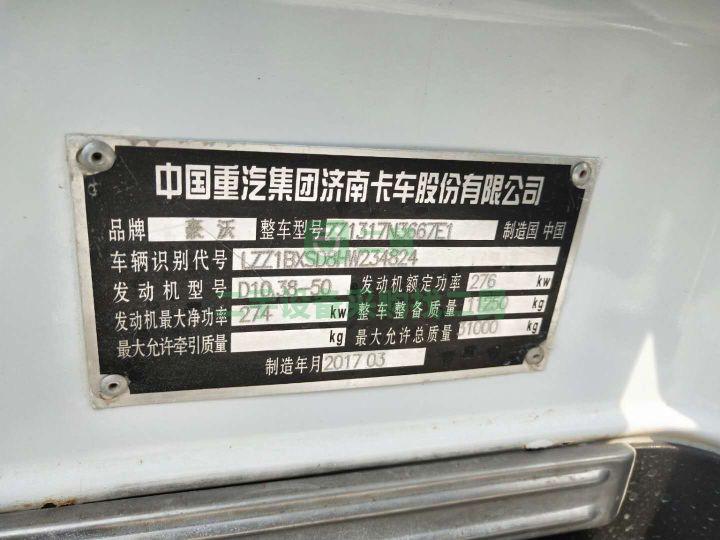 中国重汽集团济南卡车股份有限公司
品牌 豪沃 整车型号 ZZ1317N3667E1 制造国 中国
车辆识别代号 LZZ1BXSD8HW234824
发动机型号 D10.38-50 发动机额定功率 276 kw
发动机最大净功率 274 kw 整车整备质量 11250 kg
最大允许牵引质量 kg 最大允许总质量 31000 kg
制造年月 2017 03